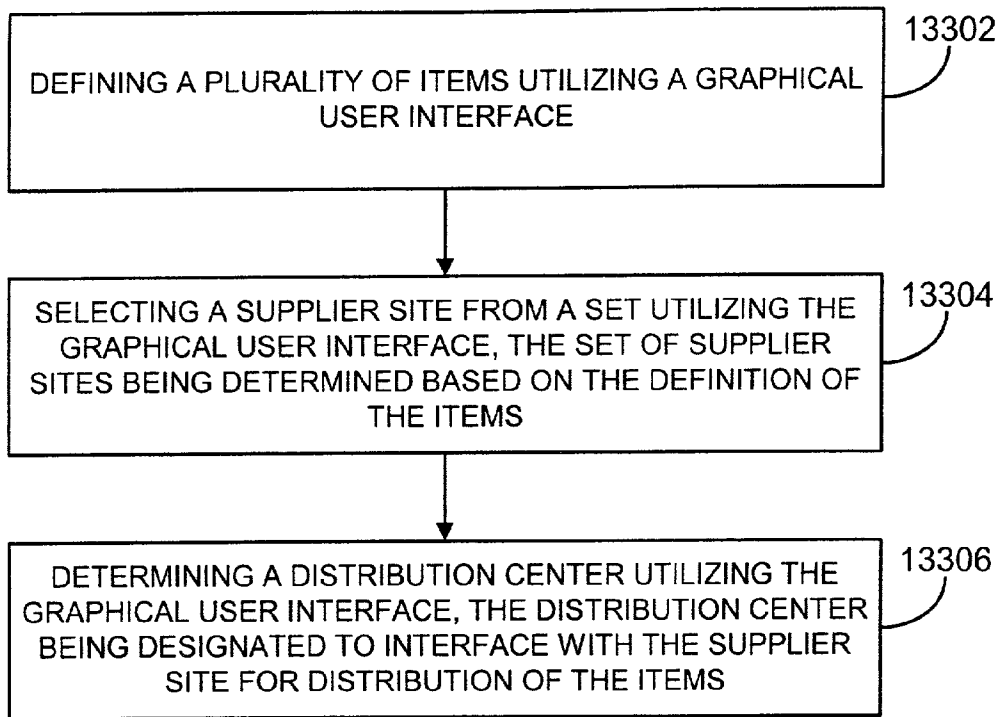 13302
DEFINING A PLURALITY OF ITEMS UTILIZING A GRAPHICAL
USER INTERFACE
13304
SELECTING A SUPPLIER SITE FROM A SET UTILIZING THE
GRAPHICAL USER INTERFACE, THE SET OF SUPPLIER
SITES BEING DETERMINED BASED ON THE DEFINITION OF
THE ITEMS
13306
DETERMINING A DISTRIBUTION CENTER UTILIZING THE
GRAPHICAL USER INTERFACE, THE DISTRIBUTION CENTER
BEING DESIGNATED TO INTERFACE WITH THE SUPPLIER
SITE FOR DISTRIBUTION OF THE ITEMS